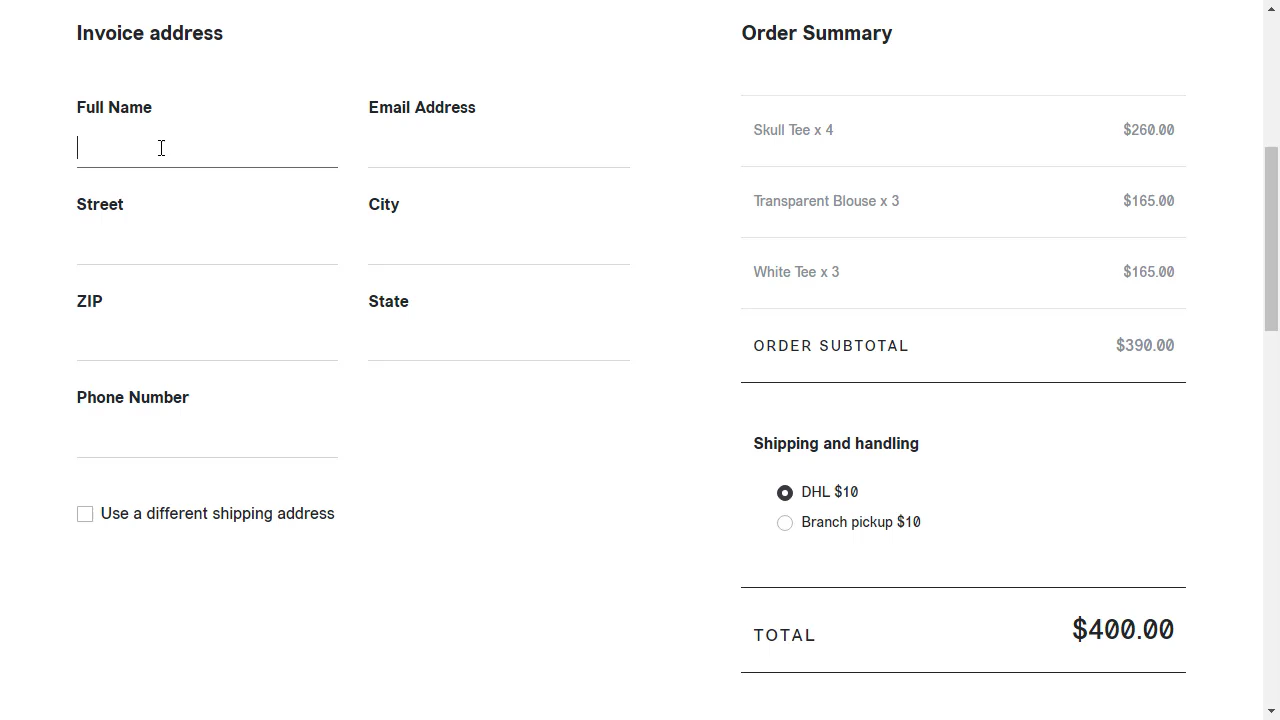 Invoice address
Full Name
Email Address
Street
City
ZIP
State
Phone Number
Use a different shipping address
Order Summary
Skull Tee x 4 $260.00
Transparent Blouse x 3 $165.00
White Tee x 3 $165.00
ORDER SUBTOTAL $390.00
Shipping and handling
DHL $10
Branch pickup $10
TOTAL $400.00